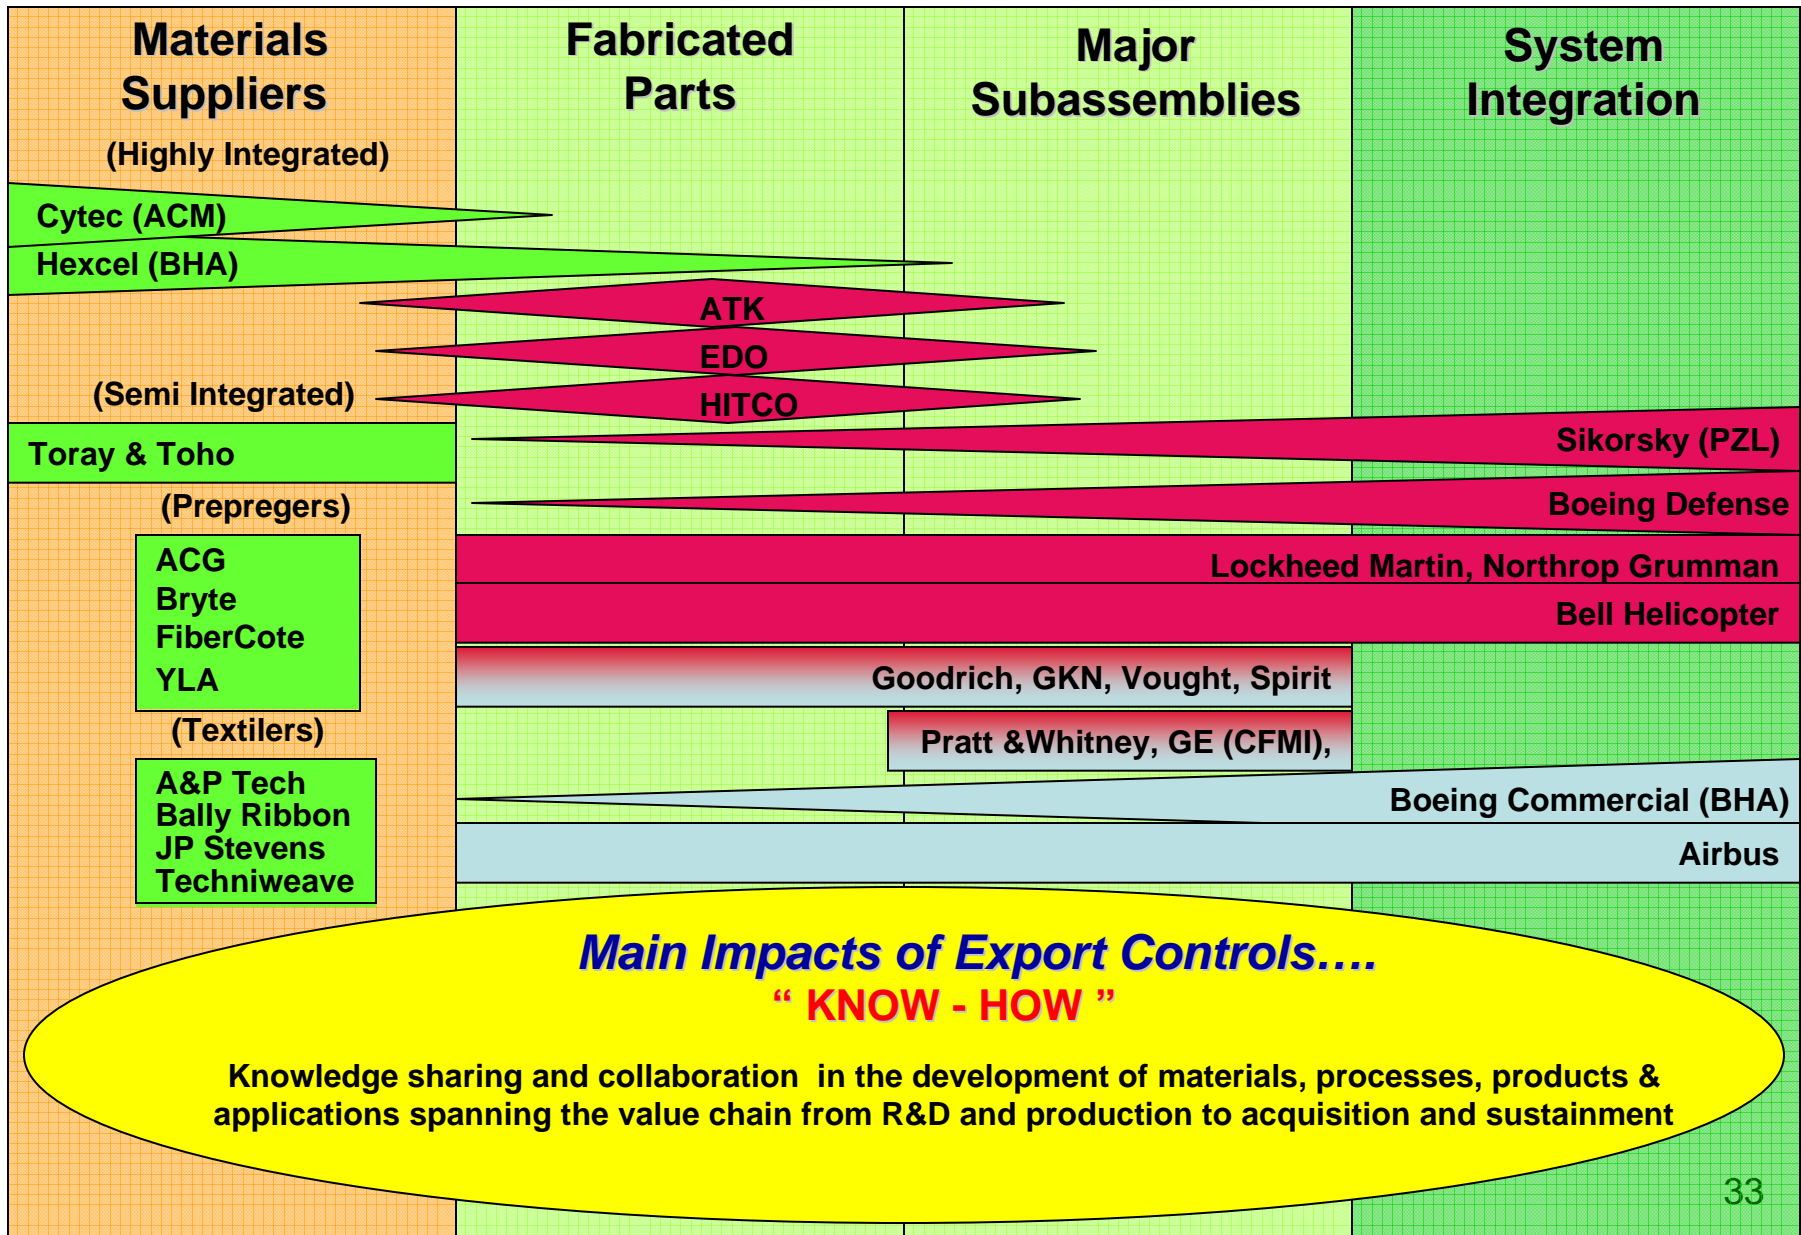 Materials
Suppliers
(Highly Integrated)
Fabricated
Parts
Major
Subassemblies
System
Integration
Cytec (ACM)
Hexcel (BHA)
ATK
EDO
(Semi Integrated)
HITCO
Toray & Toho
Sikorsky (PZL)
(Prepregers)
Boeing Defense
ACG
Bryte
FiberCote
YLA
Lockheed Martin, Northrop Grumman
Bell Helicopter
Goodrich, GKN, Vought, Spirit
(Textilers)
Pratt &Whitney, GE (CFMI),
A&P Tech
Bally Ribbon
JP Stevens
Techniweave
Boeing Commercial (BHA)
Airbus
Main Impacts of Export Controls….
“ KNOW - HOW ”
Knowledge sharing and collaboration in the development of materials, processes, products &
applications spanning the value chain from R&D and production to acquisition and sustainment
33